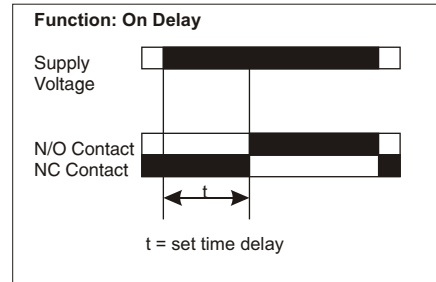 Function: On Delay
Supply
Voltage
N/O Contact
NC Contact
t
t = set time delay